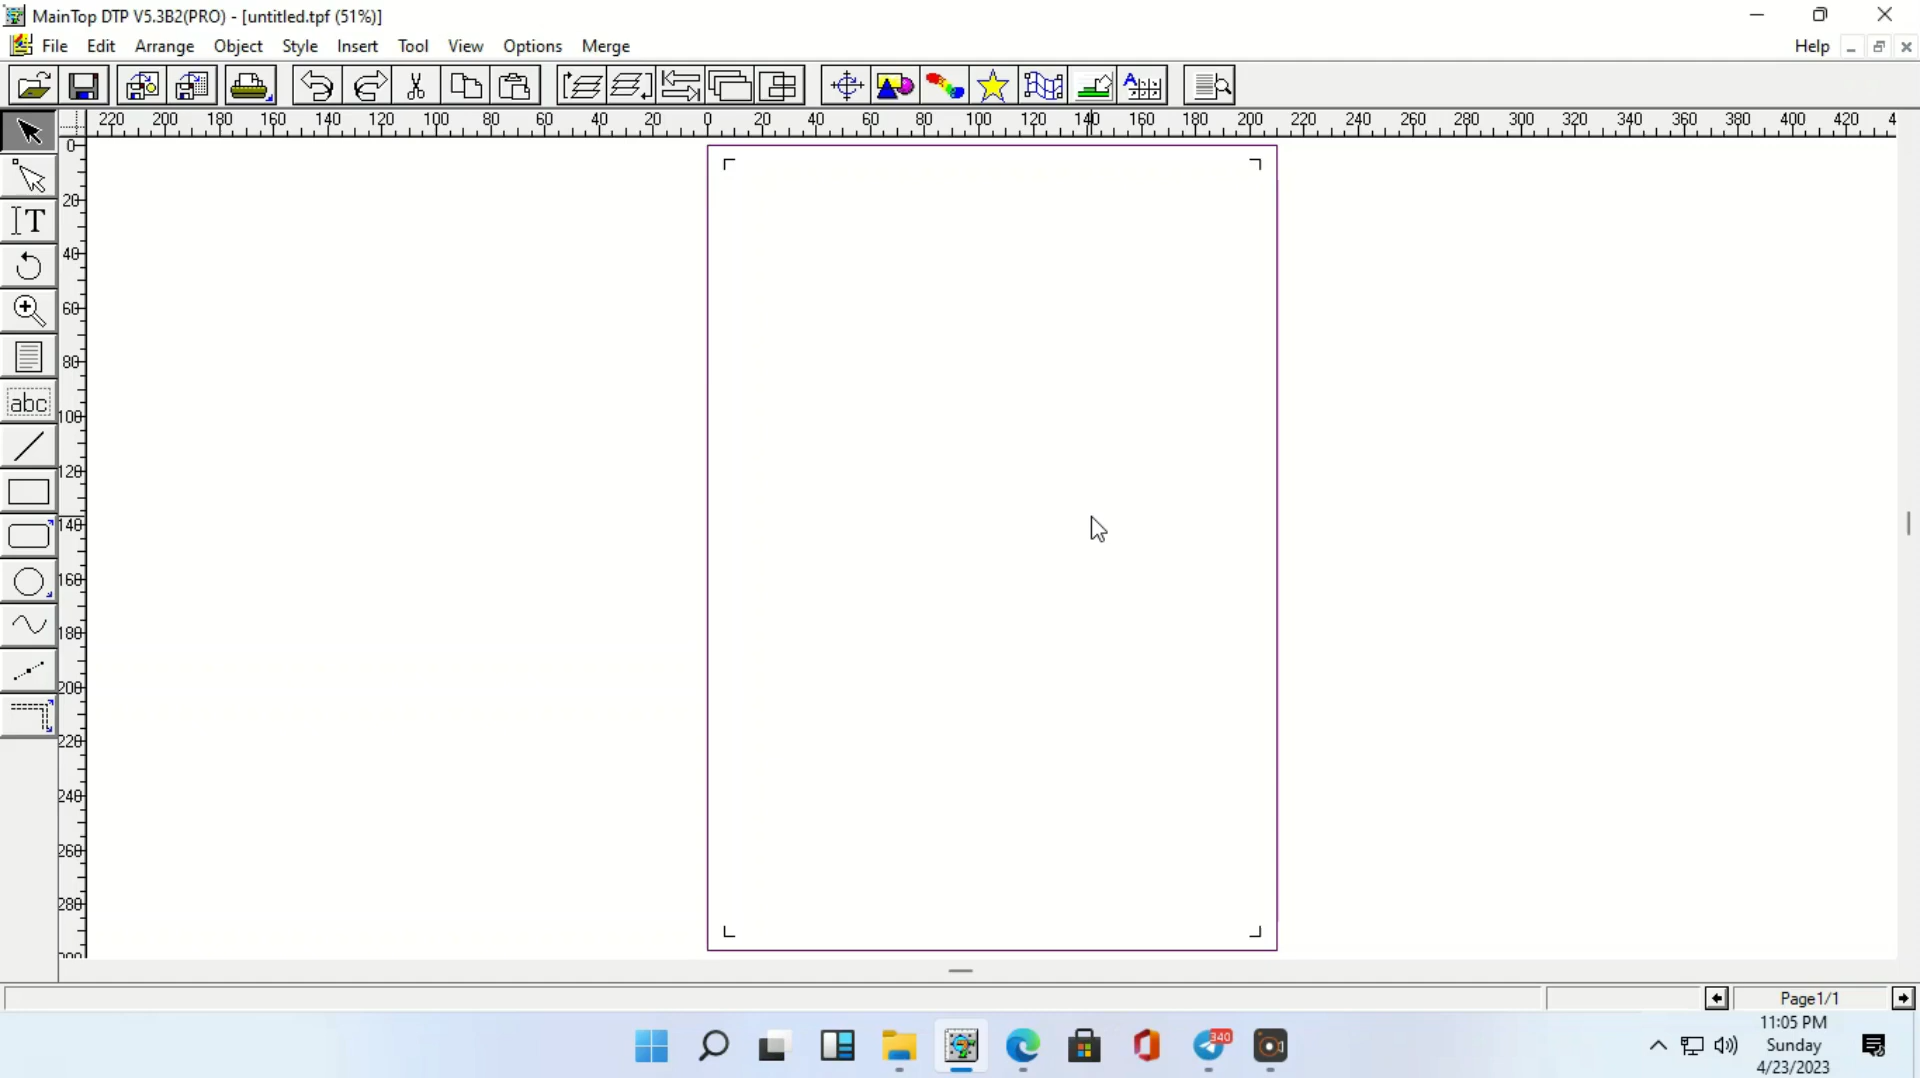 MainTop DTP V5.3B2(PRO) - [untitled.tpf (51%)]
File Edit Arrange Object Style Insert Tool View Options Merge Help
220 200 180 160 140 120 100 80 60 40 20 0 20 40 60 80 100 120 140 160 180 200 220 240 260 280 300 320 340 360 380 400 420 4
0
20
T
40
60
80
abc
100
120
140
160
180
200
220
240
260
280
Page1/1
340
11:05 PM
Sunday
4/23/2023